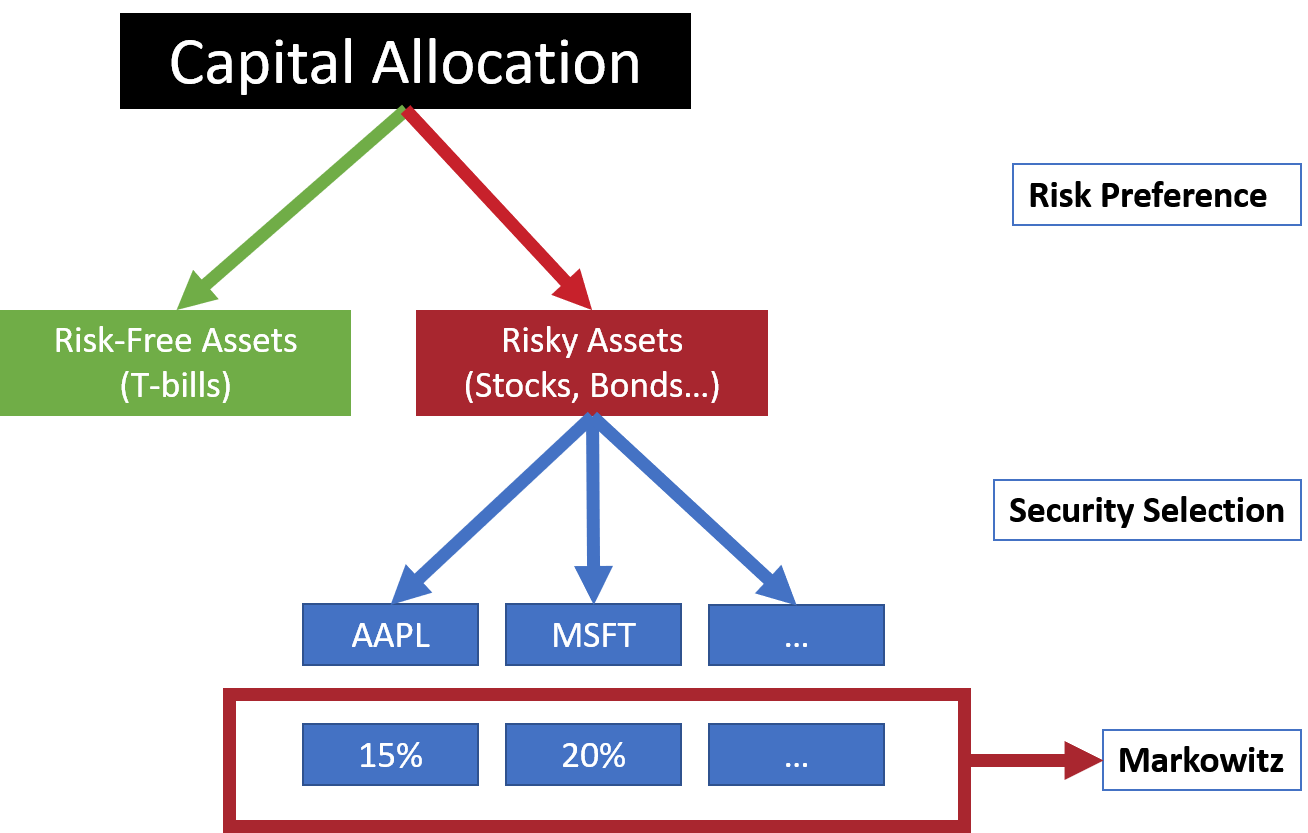 Capital Allocation
Risk Preference
Risk-Free Assets
(T-bills)
Risky Assets
(Stocks, Bonds...)
Security Selection
AAPL
MSFT
...
15%
20%
...
Markowitz